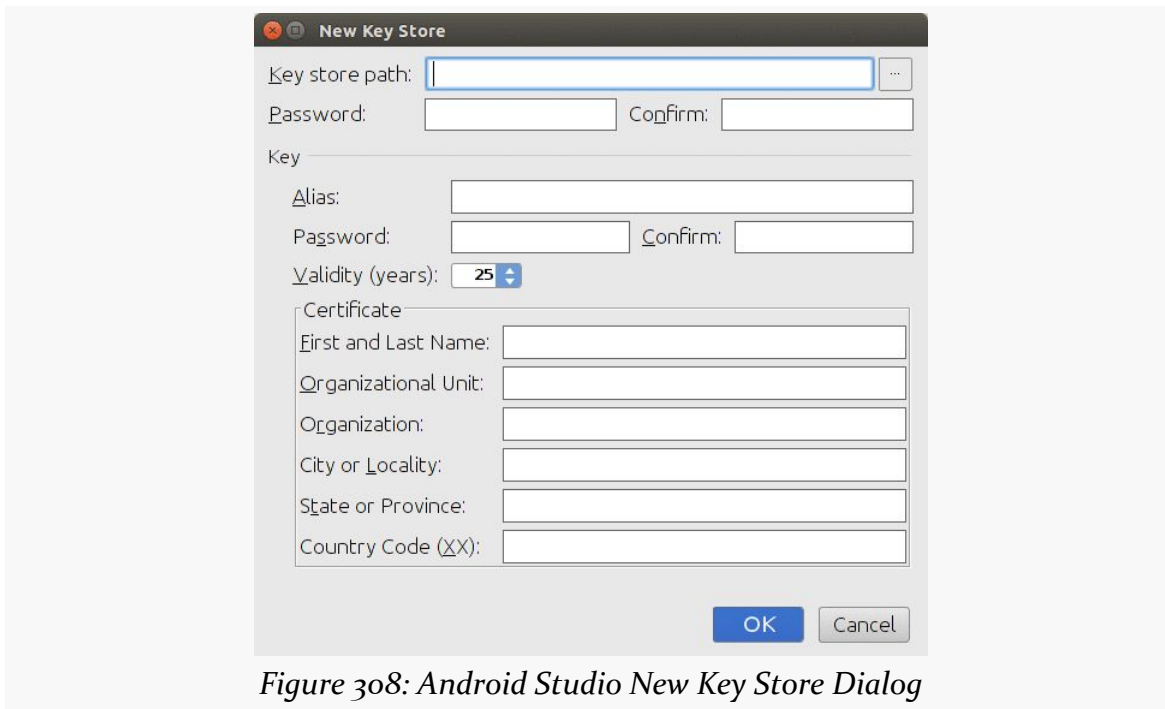 New Key Store
Key store path: ...
Password: Confirm:
Key
Alias:
Password: Confirm:
Validity (years): 25
Certificate
First and Last Name:
Organizational Unit:
Organization:
City or Locality:
State or Province:
Country Code (XX):
OK Cancel
Figure 308: Android Studio New Key Store Dialog